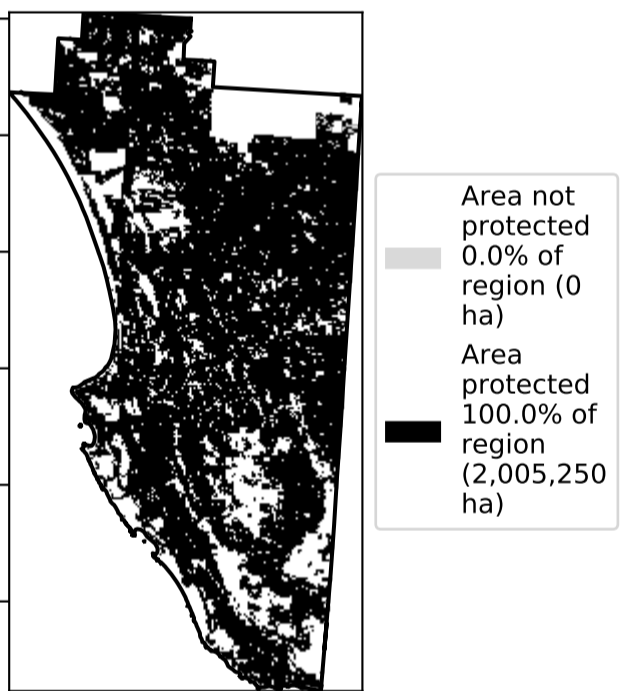 Area not
protected
0.0% of
region (0
ha)
Area
protected
100.0% of
region
(2,005,250
ha)